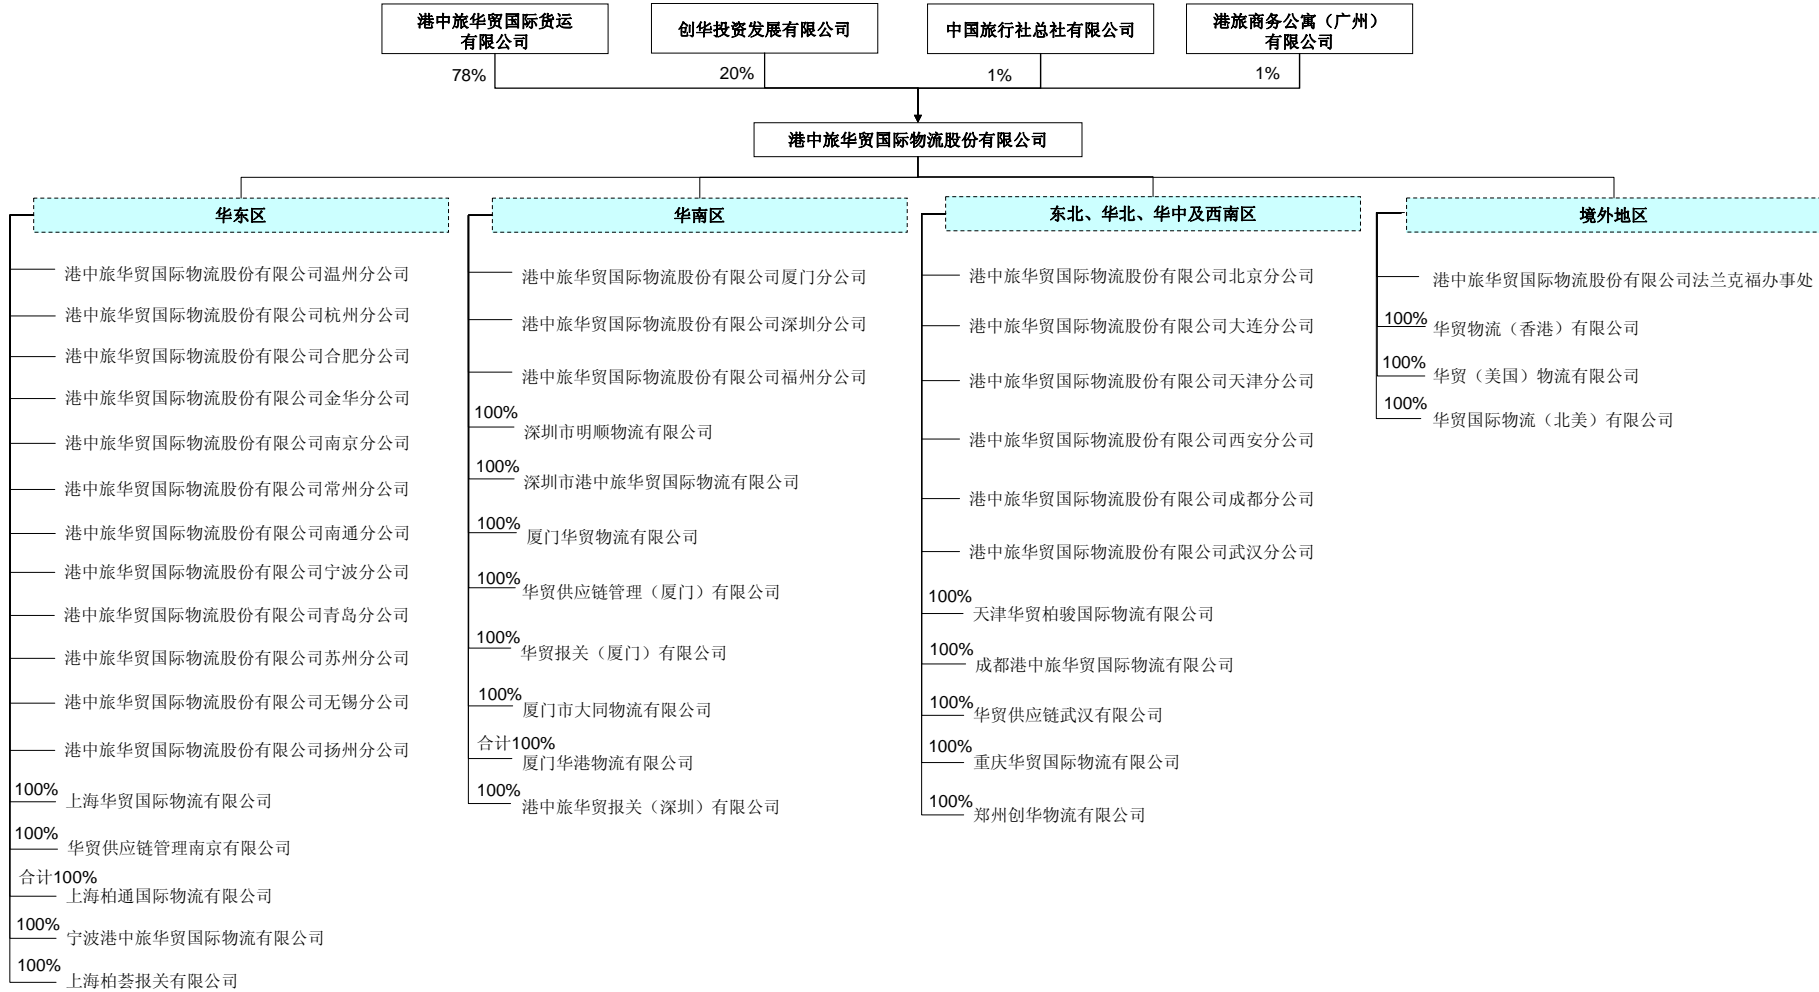 港中旅华贸国际货运
有限公司
创华投资发展有限公司
中国旅行社总社有限公司
港旅商务公寓（广州）
有限公司
78%
20%
1%
1%
港中旅华贸国际物流股份有限公司
华东区
港中旅华贸国际物流股份有限公司温州分公司
港中旅华贸国际物流股份有限公司杭州分公司
港中旅华贸国际物流股份有限公司合肥分公司
港中旅华贸国际物流股份有限公司金华分公司
港中旅华贸国际物流股份有限公司南京分公司
港中旅华贸国际物流股份有限公司常州分公司
港中旅华贸国际物流股份有限公司南通分公司
港中旅华贸国际物流股份有限公司宁波分公司
港中旅华贸国际物流股份有限公司青岛分公司
港中旅华贸国际物流股份有限公司苏州分公司
港中旅华贸国际物流股份有限公司无锡分公司
港中旅华贸国际物流股份有限公司扬州分公司
100%
上海华贸国际物流有限公司
100%
华贸供应链管理南京有限公司
合计100%
上海柏通国际物流有限公司
100%
宁波港中旅华贸国际物流有限公司
100%
上海柏荟报关有限公司
华南区
港中旅华贸国际物流股份有限公司厦门分公司
港中旅华贸国际物流股份有限公司深圳分公司
港中旅华贸国际物流股份有限公司福州分公司
100%
深圳市明顺物流有限公司
100%
深圳市港中旅华贸国际物流有限公司
100%
厦门华贸物流有限公司
100%
华贸供应链管理（厦门）有限公司
100%
华贸报关（厦门）有限公司
100%
厦门市大同物流有限公司
合计100%
厦门华港物流有限公司
100%
港中旅华贸报关（深圳）有限公司
东北、华北、华中及西南区
港中旅华贸国际物流股份有限公司北京分公司
港中旅华贸国际物流股份有限公司大连分公司
港中旅华贸国际物流股份有限公司天津分公司
港中旅华贸国际物流股份有限公司西安分公司
港中旅华贸国际物流股份有限公司成都分公司
港中旅华贸国际物流股份有限公司武汉分公司
100%
天津华贸柏骏国际物流有限公司
100%
成都港中旅华贸国际物流有限公司
100%
华贸供应链武汉有限公司
100%
重庆华贸国际物流有限公司
100%
郑州创华物流有限公司
境外地区
港中旅华贸国际物流股份有限公司法兰克福办事处
100%
华贸物流（香港）有限公司
100%
华贸（美国）物流有限公司
100%
华贸国际物流（北美）有限公司